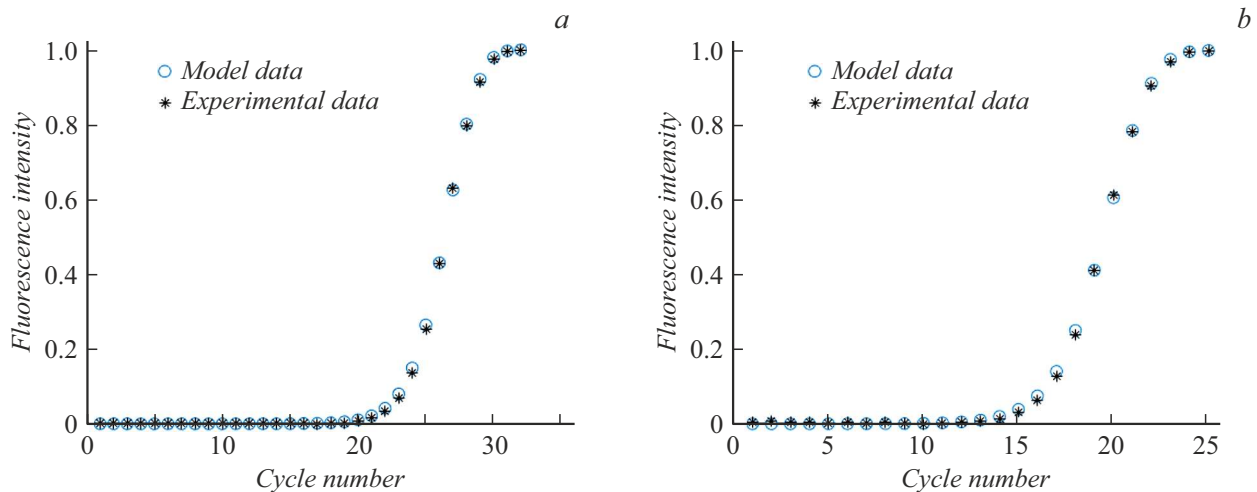 a
1.0
0.8
0.6
0.4
0.2
0
Fluorescence intensity
Model data
Experimental data
0
10
20
30
Cycle number
b
1.0
0.8
0.6
0.4
0.2
0
Fluorescence intensity
Model data
Experimental data
0
5
10
15
20
25
Cycle number